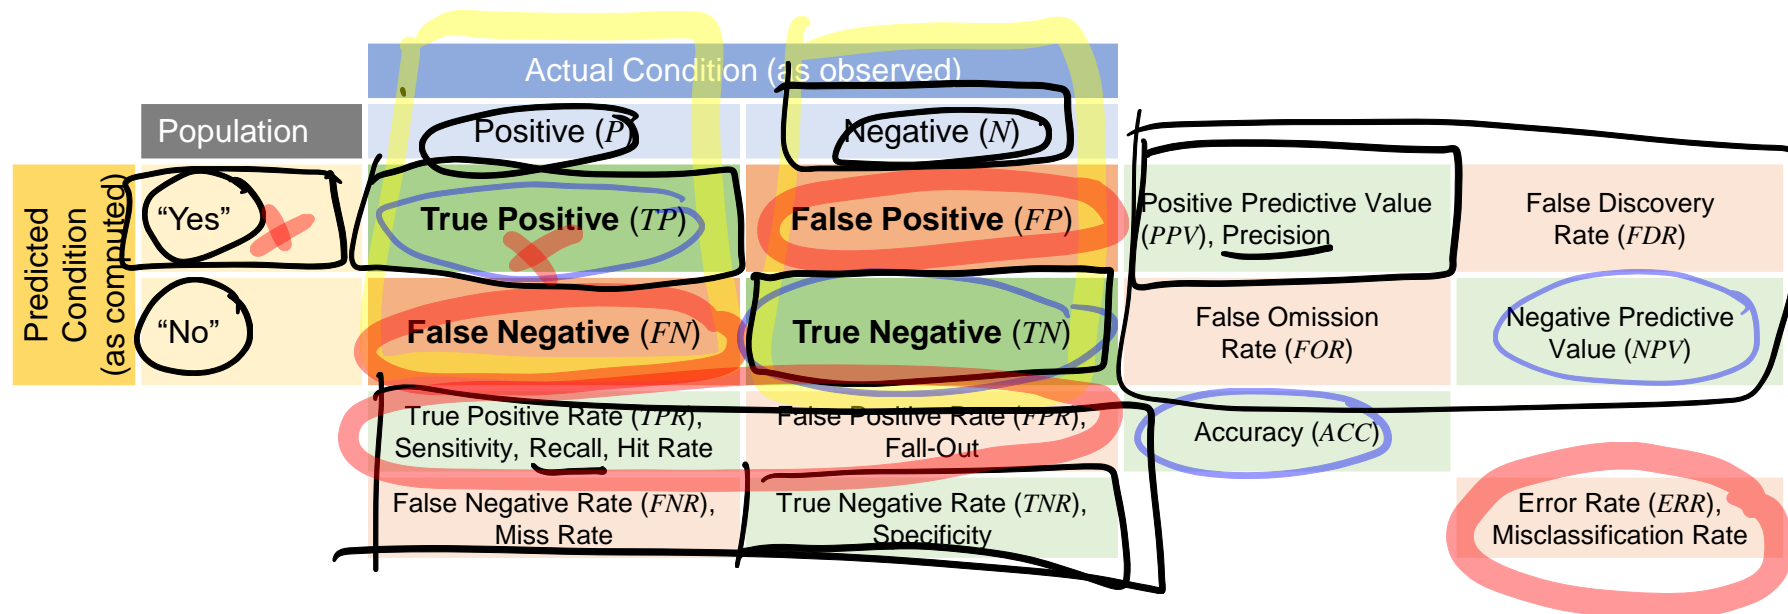 Actual Condition (as observed)
Population
Positive (P)
Negative (N)
Predicted
Condition
(as computed)
“Yes”
True Positive (TP)
False Positive (FP)
Positive Predictive Value
(PPV), Precision
False Discovery
Rate (FDR)
“No”
False Negative (FN)
True Negative (TN)
False Omission
Rate (FOR)
Negative Predictive
Value (NPV)
True Positive Rate (TPR),
Sensitivity, Recall, Hit Rate
False Positive Rate (FPR),
Fall-Out
Accuracy (ACC)
False Negative Rate (FNR),
Miss Rate
True Negative Rate (TNR),
Specificity
Error Rate (ERR),
Misclassification Rate